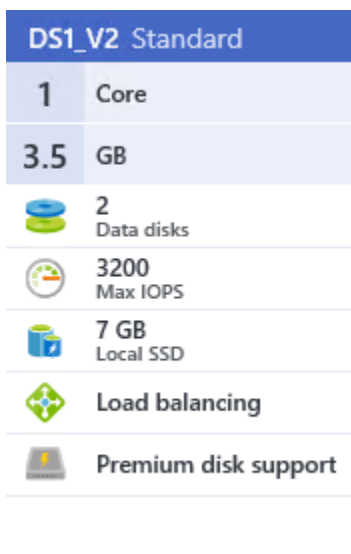 DS1_V2 Standard
1 Core
3.5 GB
2
Data disks
3200
Max IOPS
7 GB
Local SSD
Load balancing
Premium disk support